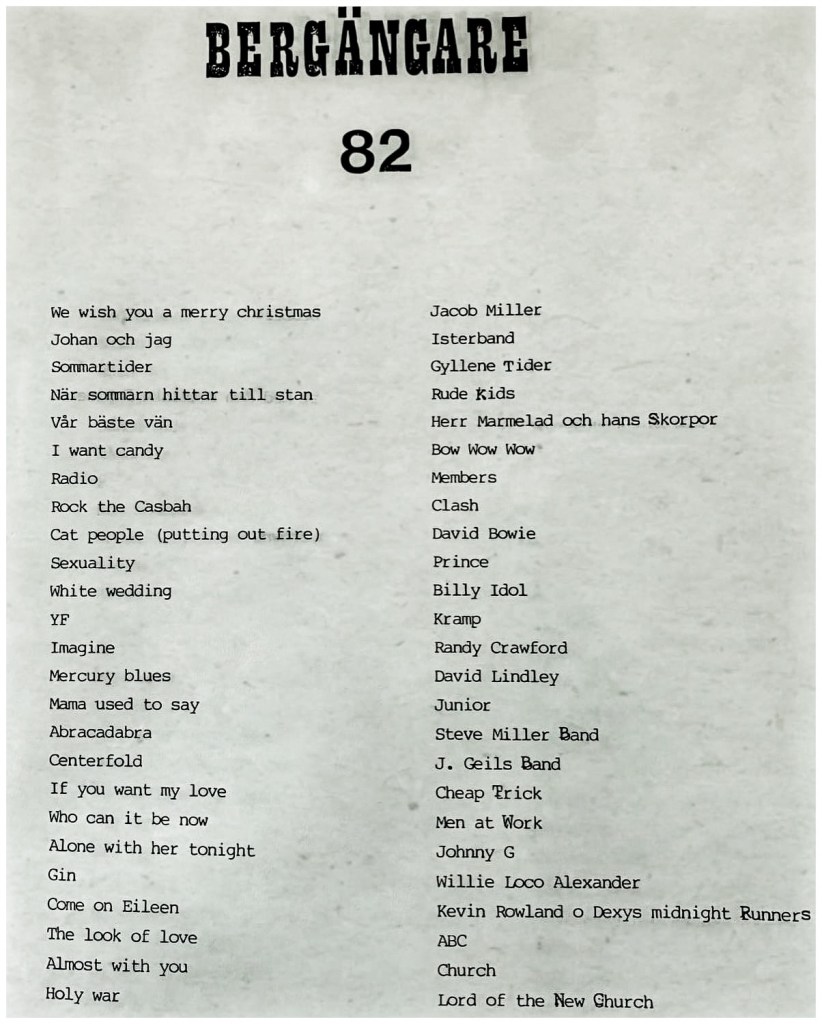 BERGÄNGARE
82
We wish you a merry christmas Jacob Miller
Johan och jag Isterband
Sommartider Gyllene Tider
När sommarn hittar till stan Rude Kids
Vår bäste vän Herr Marmelad och hans Skorpor
I want candy Bow Wow Wow
Radio Members
Rock the Casbah Clash
Cat people (putting out fire) David Bowie
Sexuality Prince
White wedding Billy Idol
YF Kramp
Imagine Randy Crawford
Mercury blues David Lindley
Mama used to say Junior
Abracadabra Steve Miller Band
Centerfold J. Geils Band
If you want my love Cheap Trick
Who can it be now Men at Work
Alone with her tonight Johnny G
Gin Willie Loco Alexander
Come on Eileen Kevin Rowland o Dexys midnight Runners
The look of love ABC
Almost with you Church
Holy war Lord of the New Church